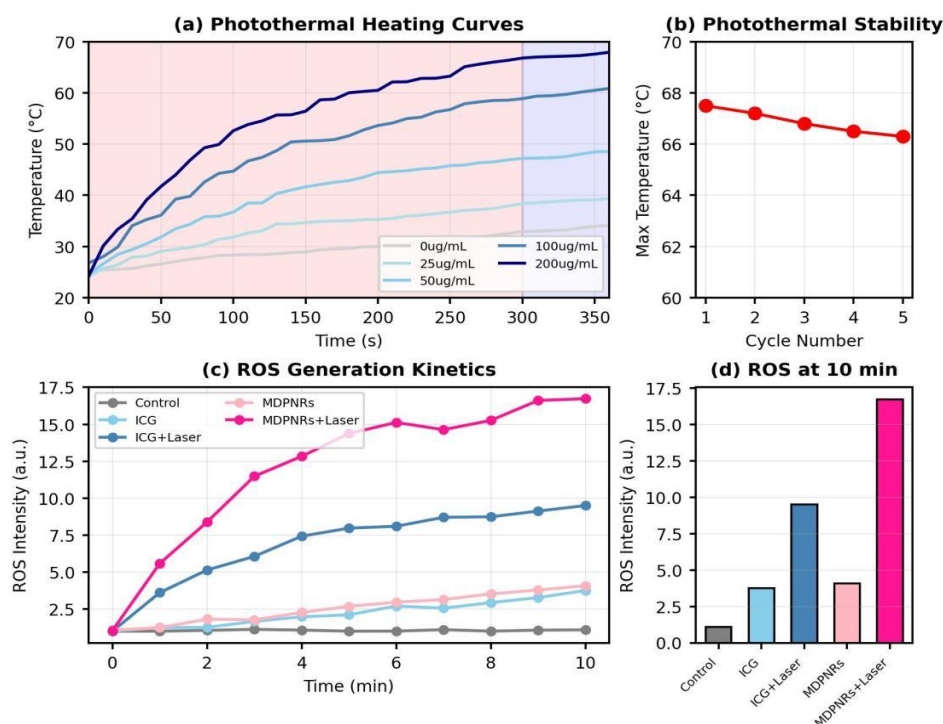 (a) Photothermal Heating Curves
Temperature (°C)
70
60
50
40
30
20
0 50 100 150 200 250 300 350
Time (s)
0ug/mL
25ug/mL
50ug/mL
100ug/mL
200ug/mL
(b) Photothermal Stability
Max Temperature (°C)
70
68
66
64
62
60
1 2 3 4 5
Cycle Number
(c) ROS Generation Kinetics
ROS Intensity (a.u.)
17.5
15.0
12.5
10.0
7.5
5.0
2.5
0 2 4 6 8 10
Time (min)
Control
ICG
ICG+Laser
MDPNRs
MDPNRs+Laser
(d) ROS at 10 min
ROS Intensity (a.u.)
17.5
15.0
12.5
10.0
7.5
5.0
2.5
0.0
Control
ICG
ICG+Laser
MDPNRs
MDPNRs+Laser